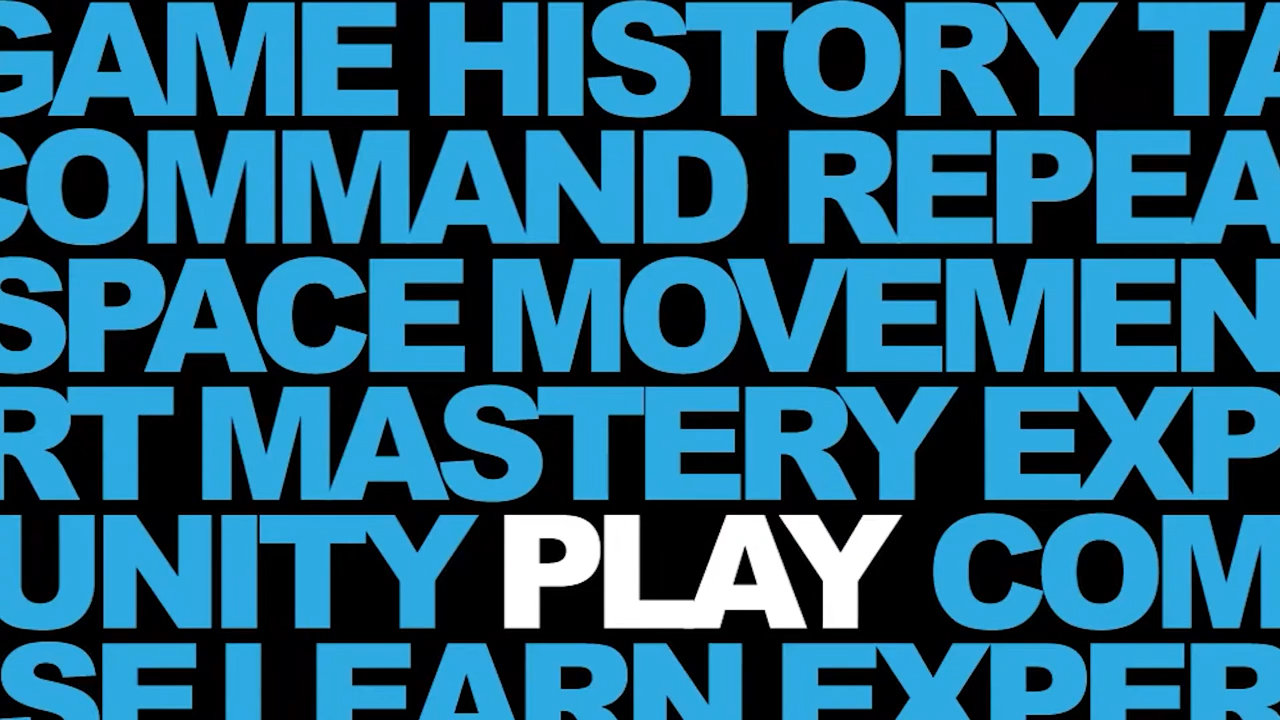 GAME HISTORY TA
COMMAND REPEA
SPACE MOVEMEN
RT MASTERY EXP
UNITY PLAY COM
SE LEARN EXPER